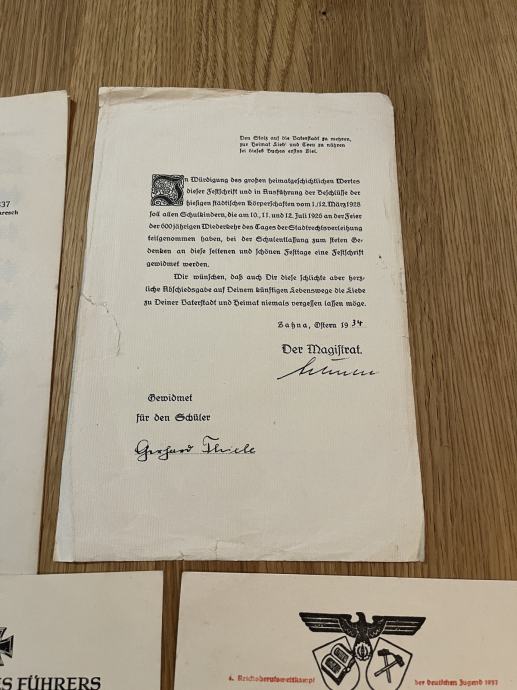 Den Stolz auf die Vaterstadt zu mehren,
zur Heimat Lieb' und Treu zu nähren
sei dieses Buches erstes Ziel.
In Würdigung des großen heimatgeschichtlichen Wertes
dieser Festschrift und in Ausführung der Beschlüsse der
hiesigen städtischen Körperschaften vom 1./12. März 1928
soll allen Schulkindern, die am 10., 11. und 12. Juli 1926 an der Feier
der 600jährigen Wiederkehr des Tages der Stadtrechtsverleihung
teilgenommen haben, bei der Schulentlassung zum steten Ge-
denken an diese seltenen und schönen Festtage eine Festschrift
gewidmet werden.
Wir wünschen, daß auch Dir diese schlichte aber herz-
liche Abschiedsgabe auf Deinem künftigen Lebenswege die Liebe
zu Deiner Vaterstadt und Heimat niemals vergessen lassen möge.
Zahna, Ostern 1934
Der Magistrat.
Gewidmet
für den Schüler
Gerhard Thiele
937
aresch
S FÜHRERS
4. Reichsberufswettkampf
der deutschen Jugend 1937